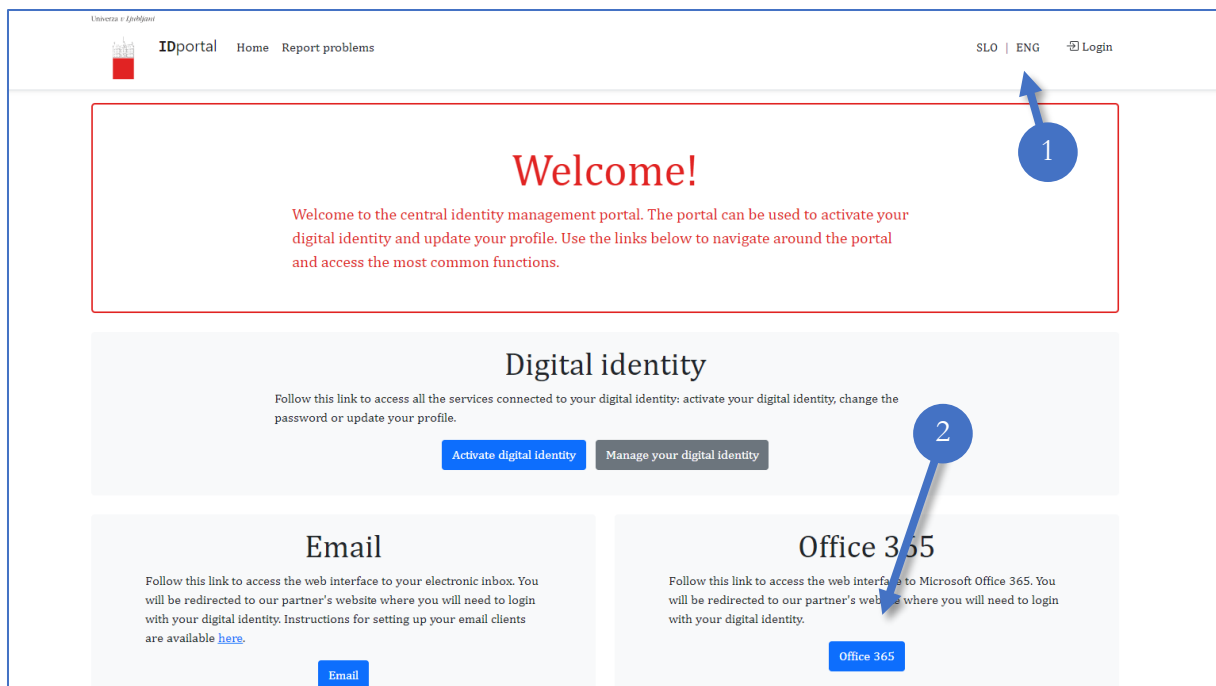 Univerza v Ljubljani
IDportal Home Report problems SLO | ENG Login
1
Welcome!
Welcome to the central identity management portal. The portal can be used to activate your
digital identity and update your profile. Use the links below to navigate around the portal
and access the most common functions.
Digital identity
Follow this link to access all the services connected to your digital identity: activate your digital identity, change the
password or update your profile.
2
Activate digital identity Manage your digital identity
Email
Follow this link to access the web interface to your electronic inbox. You
will be redirected to our partner's website where you will need to login
with your digital identity. Instructions for setting up your email clients
are available here.
Email
Office 365
Follow this link to access the web interface to Microsoft Office 365. You
will be redirected to our partner's website where you will need to login
with your digital identity.
Office 365